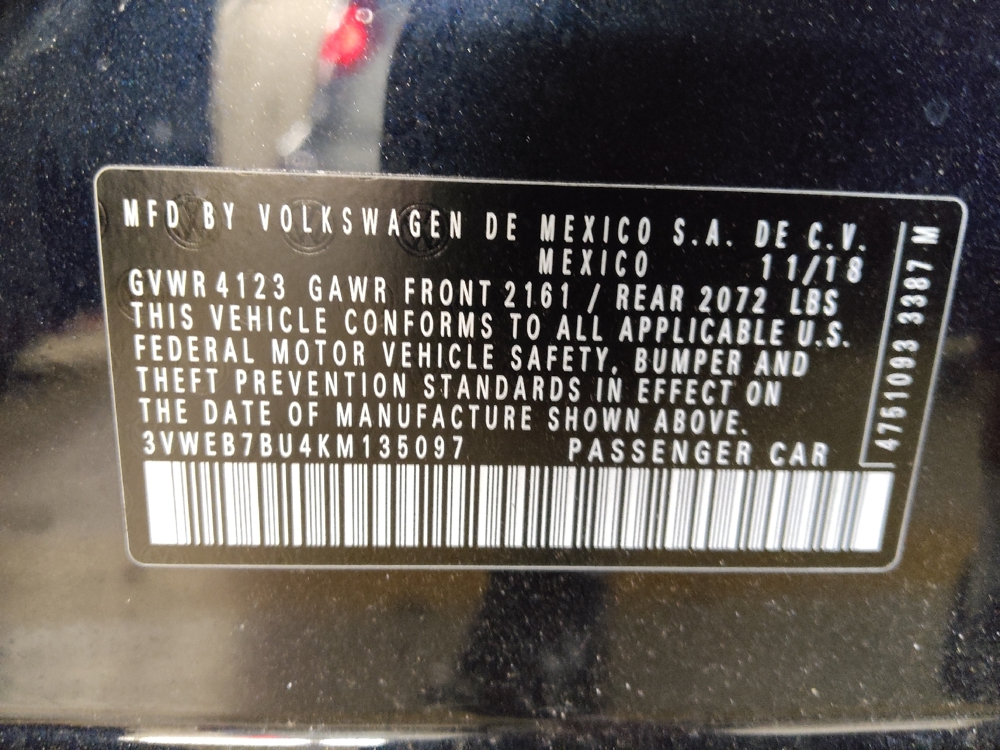 MFD BY VOLKSWAGEN DE MEXICO S.A. DE C.V.
MEXICO 11/18
GVWR 4123 GAWR FRONT 2161 / REAR 2072 LBS
THIS VEHICLE CONFORMS TO ALL APPLICABLE U.S.
FEDERAL MOTOR VEHICLE SAFETY, BUMPER AND
THEFT PREVENTION STANDARDS IN EFFECT ON
THE DATE OF MANUFACTURE SHOWN ABOVE.
3VWEB7BU4KM135097 PASSENGER CAR
4751093 3387 M